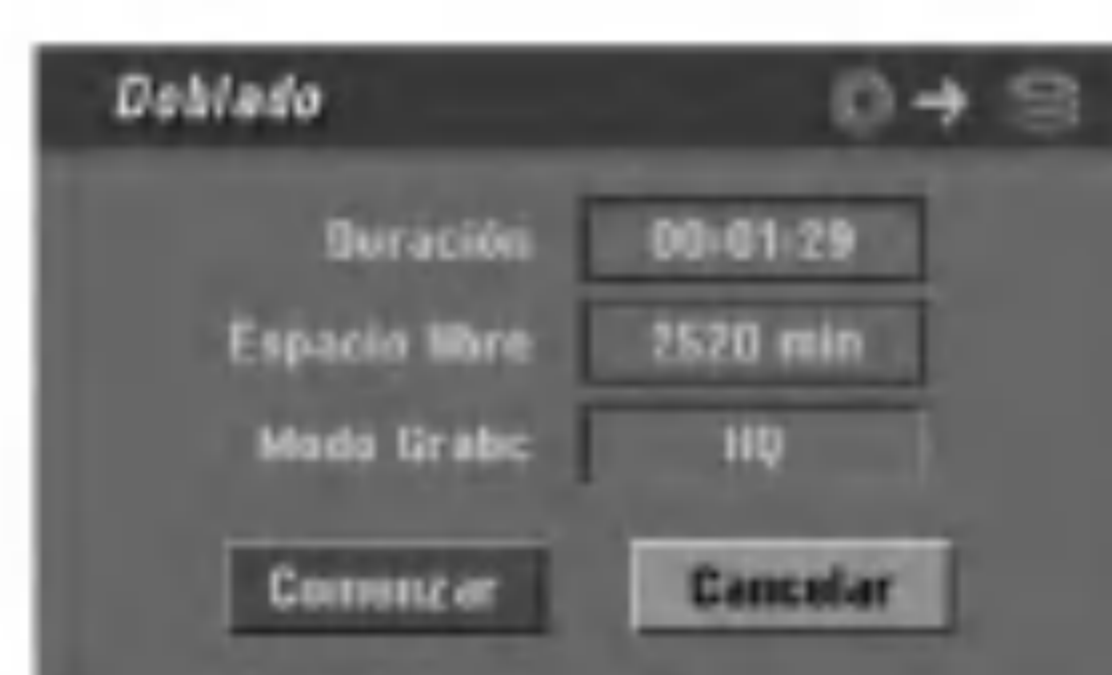 Doblado
Duración 00:01:29
Espacio libre 2520 min
Modo Grabc HQ
Comenzar Cancelar